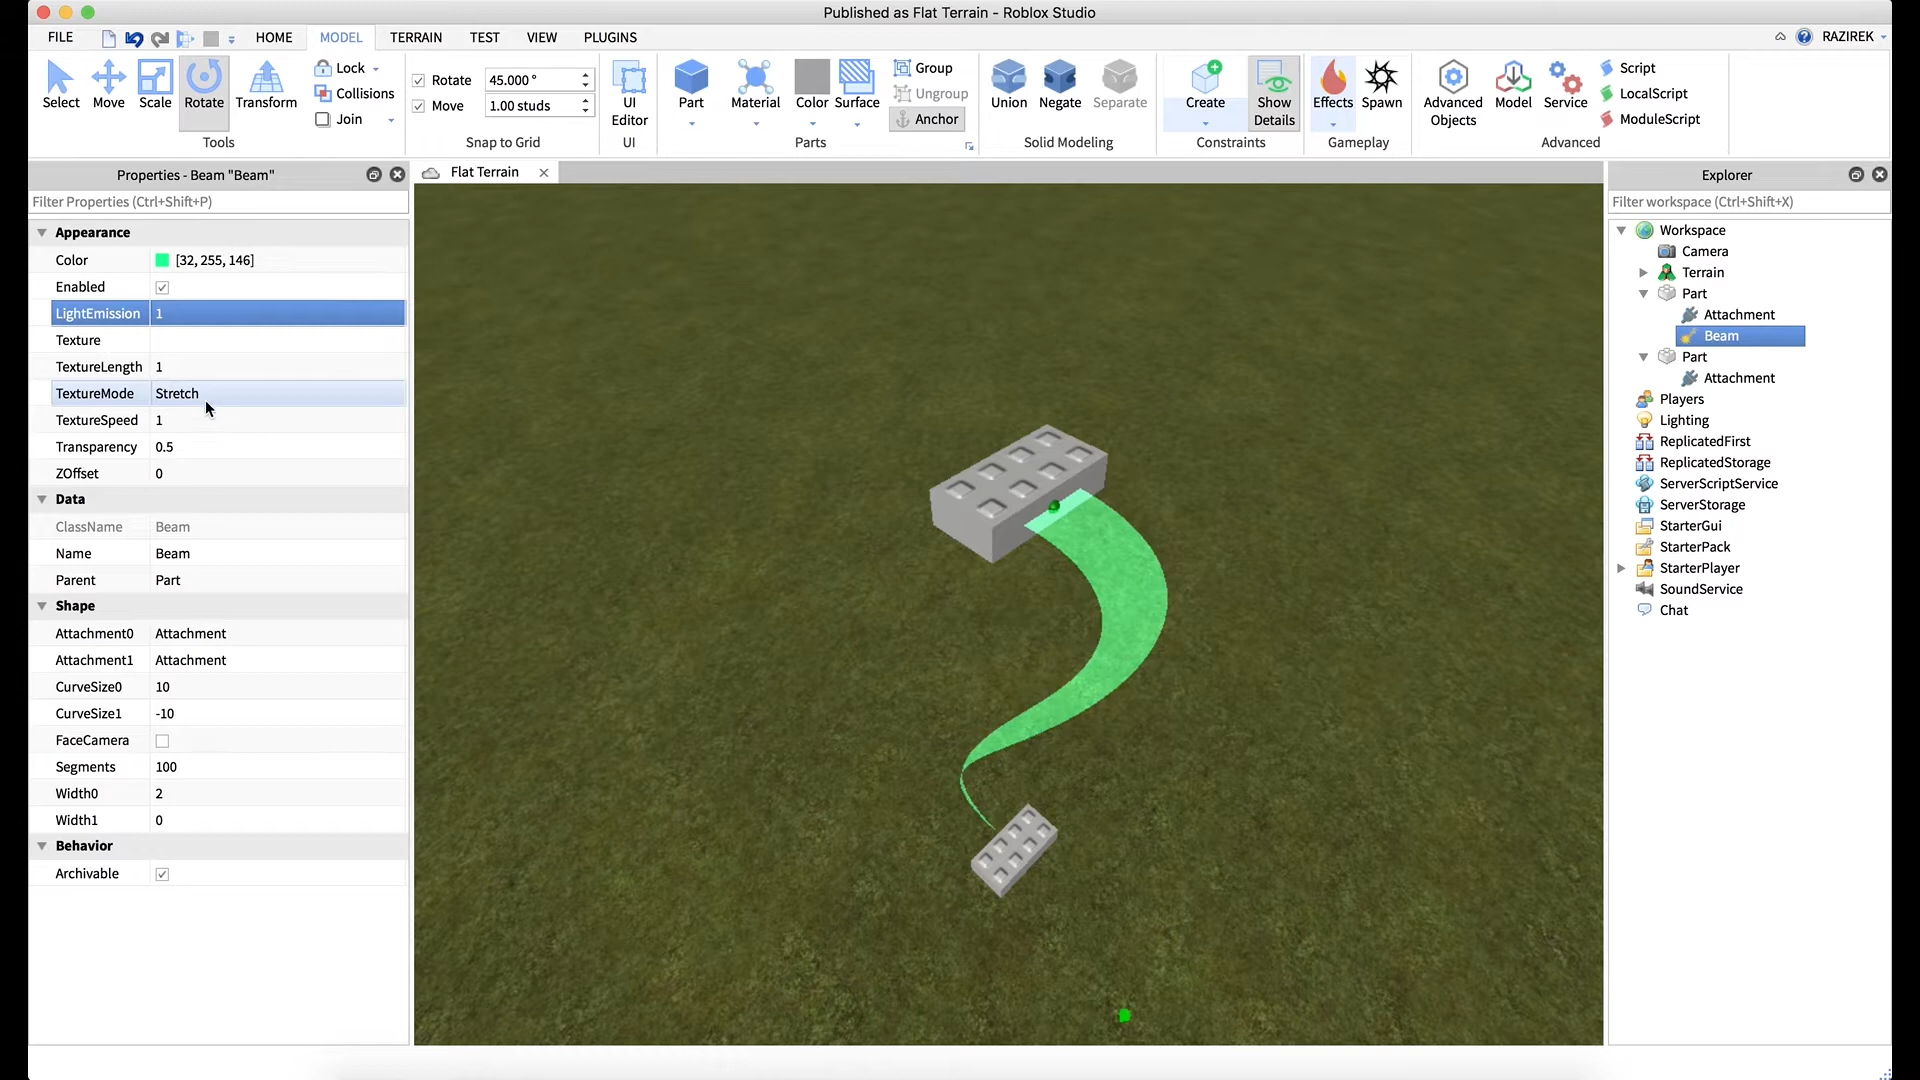 Published as Flat Terrain - Roblox Studio
FILE HOME MODEL TERRAIN TEST VIEW PLUGINS RAZIREK
Select Move Scale Rotate Transform
Lock
Collisions
Join
Tools
Rotate 45.000 °
Move 1.00 studs
Snap to Grid
UI Editor
UI
Part Material Color Surface
Group
Ungroup
Anchor
Parts
Union Negate Separate
Solid Modeling
Create Show Details
Constraints
Effects Spawn
Gameplay
Advanced Objects Model Service
Script
LocalScript
ModuleScript
Advanced
Properties - Beam "Beam"
Filter Properties (Ctrl+Shift+P)
Appearance
Color [32, 255, 146]
Enabled
LightEmission 1
Texture
TextureLength 1
TextureMode Stretch
TextureSpeed 1
Transparency 0.5
ZOffset 0
Data
ClassName Beam
Name Beam
Parent Part
Shape
Attachment0 Attachment
Attachment1 Attachment
CurveSize0 10
CurveSize1 -10
FaceCamera
Segments 100
Width0 2
Width1 0
Behavior
Archivable
Flat Terrain
Explorer
Filter workspace (Ctrl+Shift+X)
Workspace
Camera
Terrain
Part
Attachment
Beam
Part
Attachment
Players
Lighting
ReplicatedFirst
ReplicatedStorage
ServerScriptService
ServerStorage
StarterGui
StarterPack
StarterPlayer
SoundService
Chat